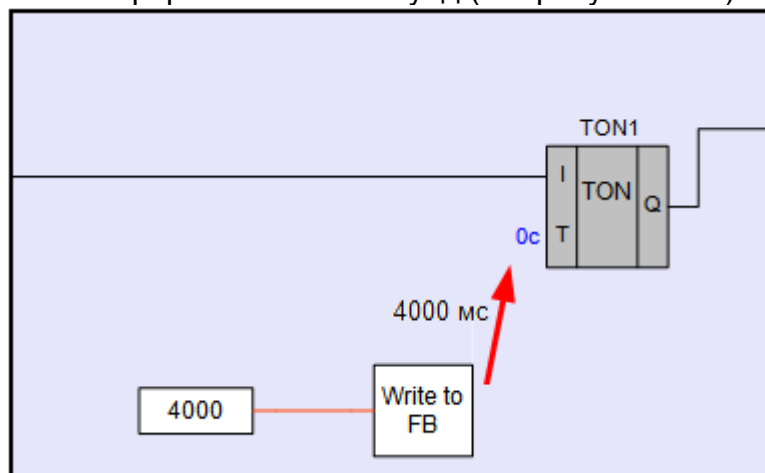 TON1
I
TON
Q
0c
T
4000 мс
4000
Write to
FB